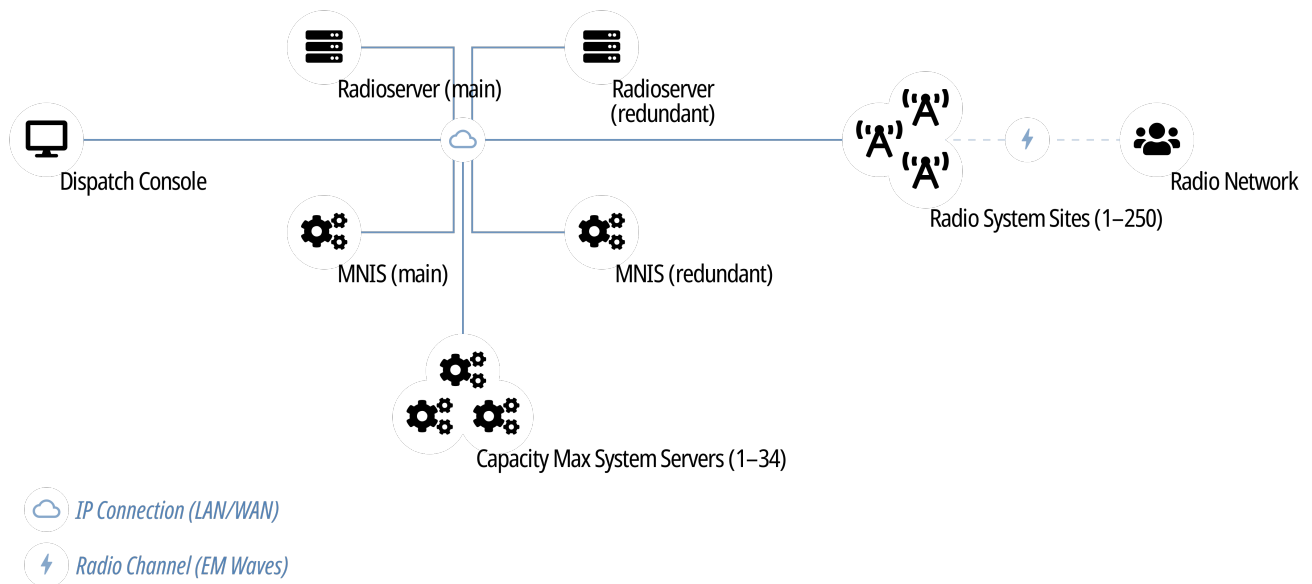 Radioserver (main)
Radioserver
(redundant)
Dispatch Console
Radio Network
Radio System Sites (1–250)
MNIS (main)
MNIS (redundant)
Capacity Max System Servers (1–34)
IP Connection (LAN/WAN)
Radio Channel (EM Waves)